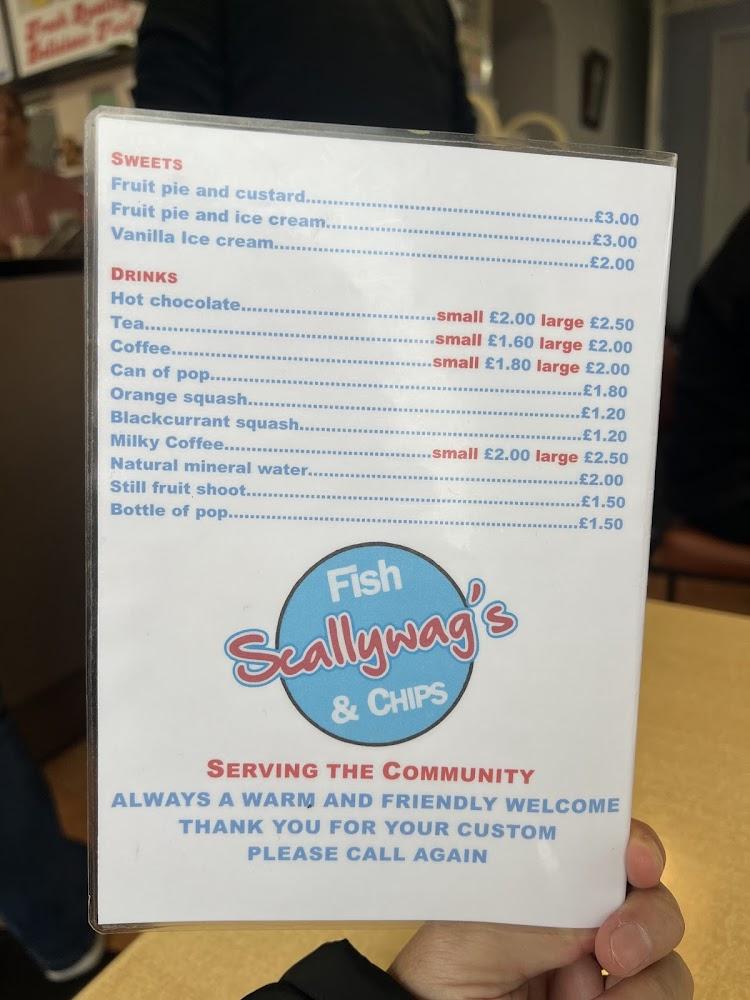 SWEETS
Fruit pie and custard....................£3.00
Fruit pie and ice cream....................£3.00
Vanilla Ice cream....................£2.00
DRINKS
Hot chocolate....................small £2.00 large £2.50
Tea....................small £1.60 large £2.00
Coffee....................small £1.80 large £2.00
Can of pop....................£1.80
Orange squash....................£1.20
Blackcurrant squash....................£1.20
Milky Coffee....................small £2.00 large £2.50
Natural mineral water....................£2.00
Still fruit shoot....................£1.50
Bottle of pop....................£1.50
Fish
Scallywag's
& CHIPS
SERVING THE COMMUNITY
ALWAYS A WARM AND FRIENDLY WELCOME
THANK YOU FOR YOUR CUSTOM
PLEASE CALL AGAIN